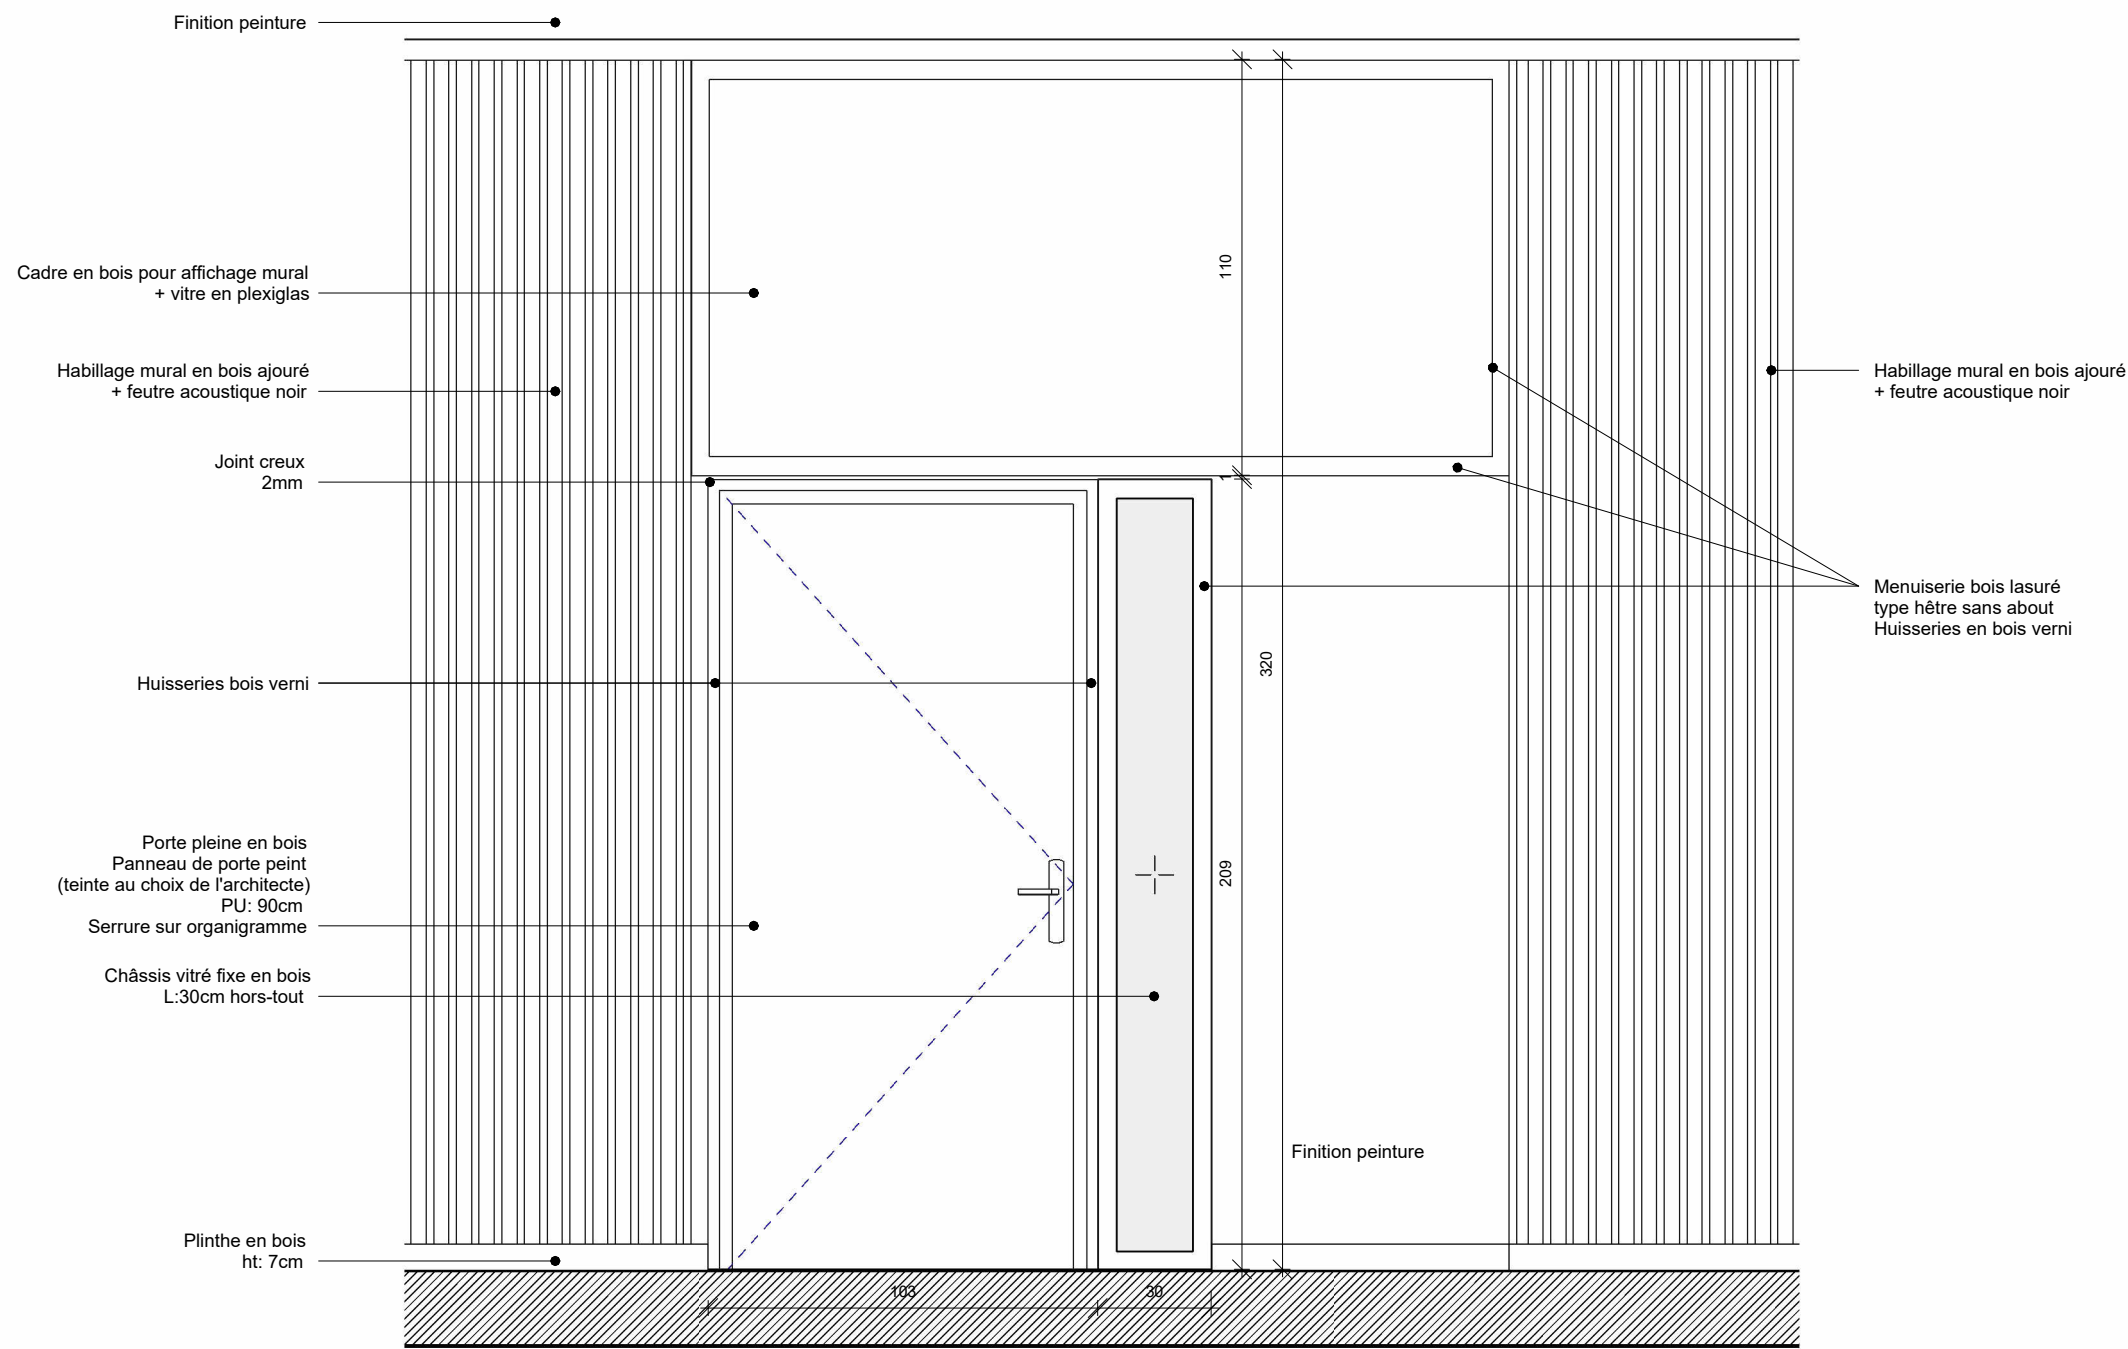 Finition peinture
Cadre en bois pour affichage mural
+ vitre en plexiglas
Habillage mural en bois ajouré
+ feutre acoustique noir
Joint creux
2mm
Huisseries bois verni
Porte pleine en bois
Panneau de porte peint
(teinte au choix de l'architecte)
PU: 90cm
Serrure sur organigramme
Châssis vitré fixe en bois
L:30cm hors-tout
Plinthe en bois
ht: 7cm
110
1
320
209
103
30
Finition peinture
Habillage mural en bois ajouré
+ feutre acoustique noir
Menuiserie bois lasuré
type hêtre sans about
Huisseries en bois verni